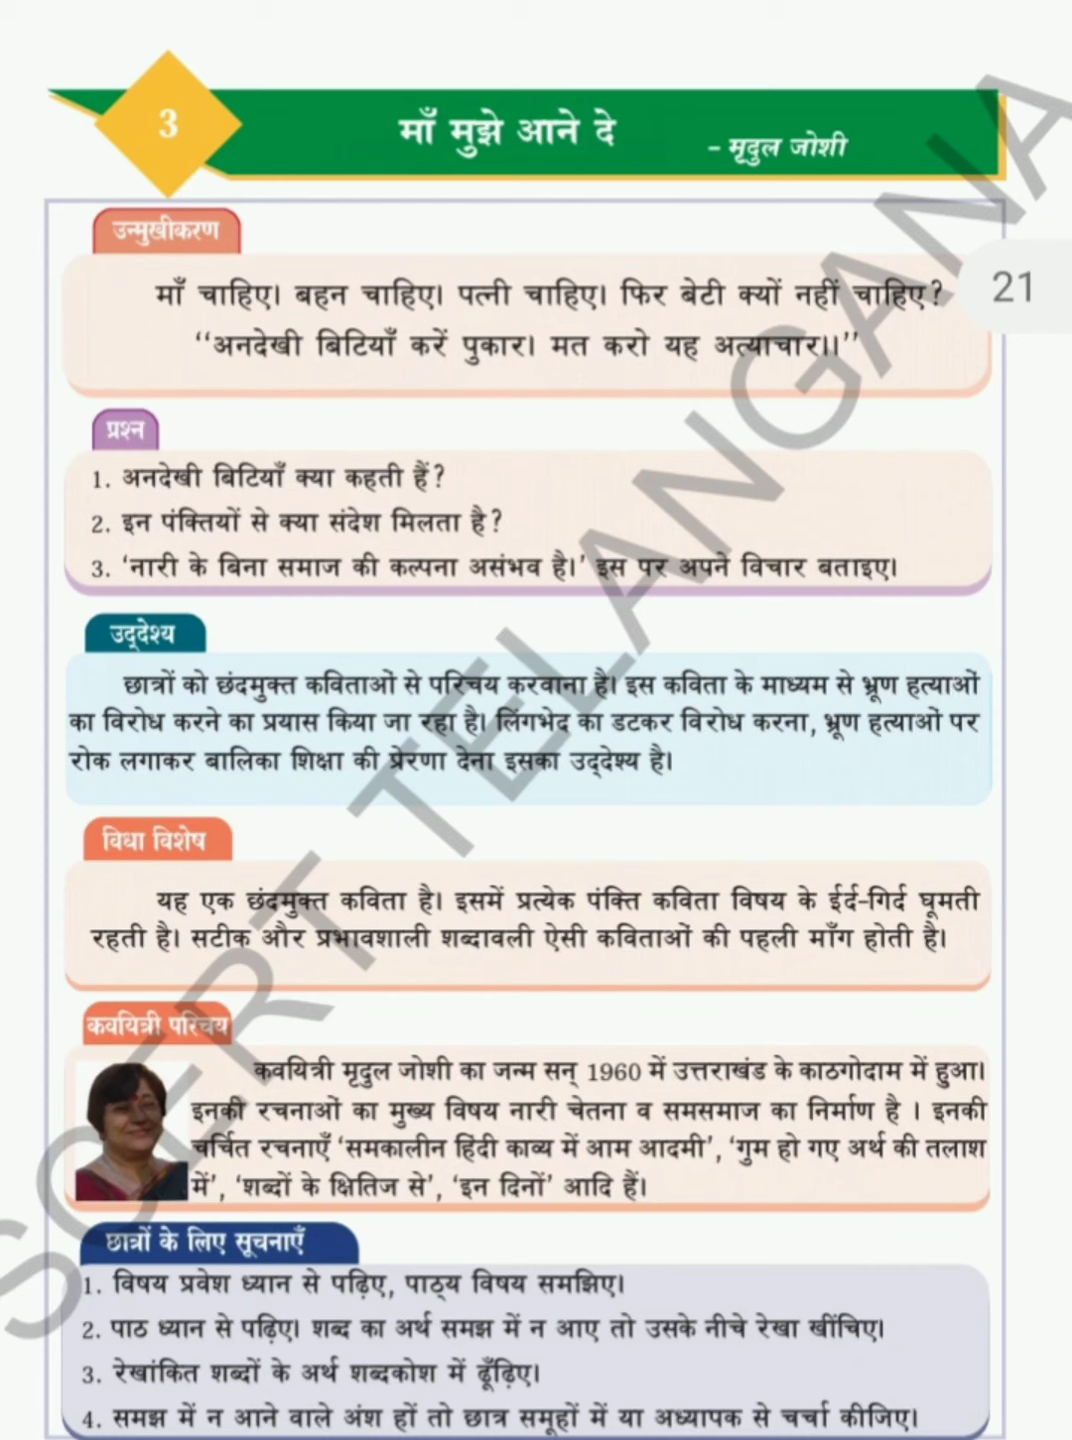 3
माँ मुझे आने दे
- मृदुल जोशी
उन्मुखीकरण
माँ चाहिए। बहन चाहिए। पत्नी चाहिए। फिर बेटी क्यों नहीं चाहिए?
21
‘‘अनदेखी बिटियाँ करें पुकार। मत करो यह अत्याचार।।’’
प्रश्न
1. अनदेखी बिटियाँ क्या कहती हैं?
2. इन पंक्तियों से क्या संदेश मिलता है?
3. ‘नारी के बिना समाज की कल्पना असंभव है।’ इस पर अपने विचार बताइए।
उद्देश्य
छात्रों को छंदमुक्त कविताओं से परिचय करवाना है। इस कविता के माध्यम से भ्रूण हत्याओं
का विरोध करने का प्रयास किया जा रहा है। लिंगभेद का डटकर विरोध करना, भ्रूण हत्याओं पर
रोक लगाकर बालिका शिक्षा की प्रेरणा देना इसका उद्देश्य है।
विधा विशेष
यह एक छंदमुक्त कविता है। इसमें प्रत्येक पंक्ति कविता विषय के ईर्द-गिर्द घूमती
रहती है। सटीक और प्रभावशाली शब्दावली ऐसी कविताओं की पहली माँग होती है।
कवयित्री परिचय
कवयित्री मृदुल जोशी का जन्म सन् 1960 में उत्तराखंड के काठगोदाम में हुआ।
इनकी रचनाओं का मुख्य विषय नारी चेतना व समसमाज का निर्माण है । इनकी
चर्चित रचनाएँ ‘समकालीन हिंदी काव्य में आम आदमी’, ‘गुम हो गए अर्थ की तलाश
में’, ‘शब्दों के क्षितिज से’, ‘इन दिनों’ आदि हैं।
छात्रों के लिए सूचनाएँ
1. विषय प्रवेश ध्यान से पढ़िए, पाठ्य विषय समझिए।
2. पाठ ध्यान से पढ़िए। शब्द का अर्थ समझ में न आए तो उसके नीचे रेखा खींचिए।
3. रेखांकित शब्दों के अर्थ शब्दकोश में ढूँढ़िए।
4. समझ में न आने वाले अंश हों तो छात्र समूहों में या अध्यापक से चर्चा कीजिए।
SCERT TELANGANA